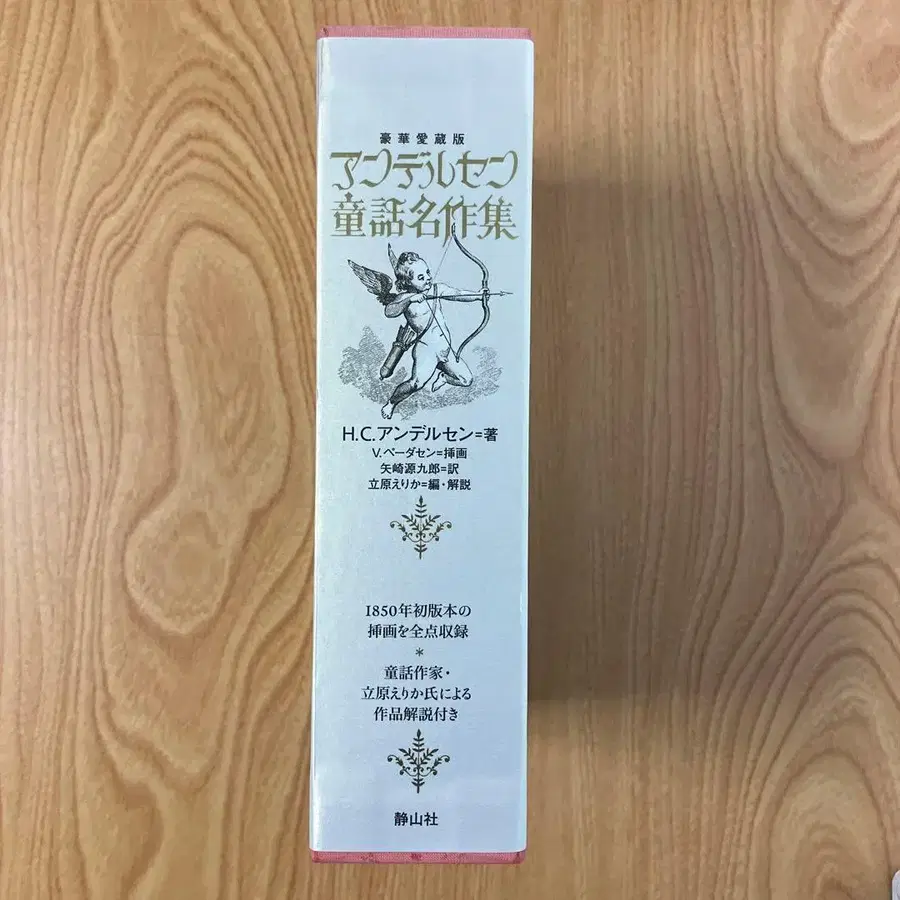 豪華愛蔵版
アンデルセン
童話名作集
H.C.アンデルセン=著
V.ペーダセン=挿画
矢崎源九郎=訳
立原えりか=編・解説
1850年初版本の
挿画を全点収録
*
童話作家・
立原えりか氏による
作品解説付き
静山社